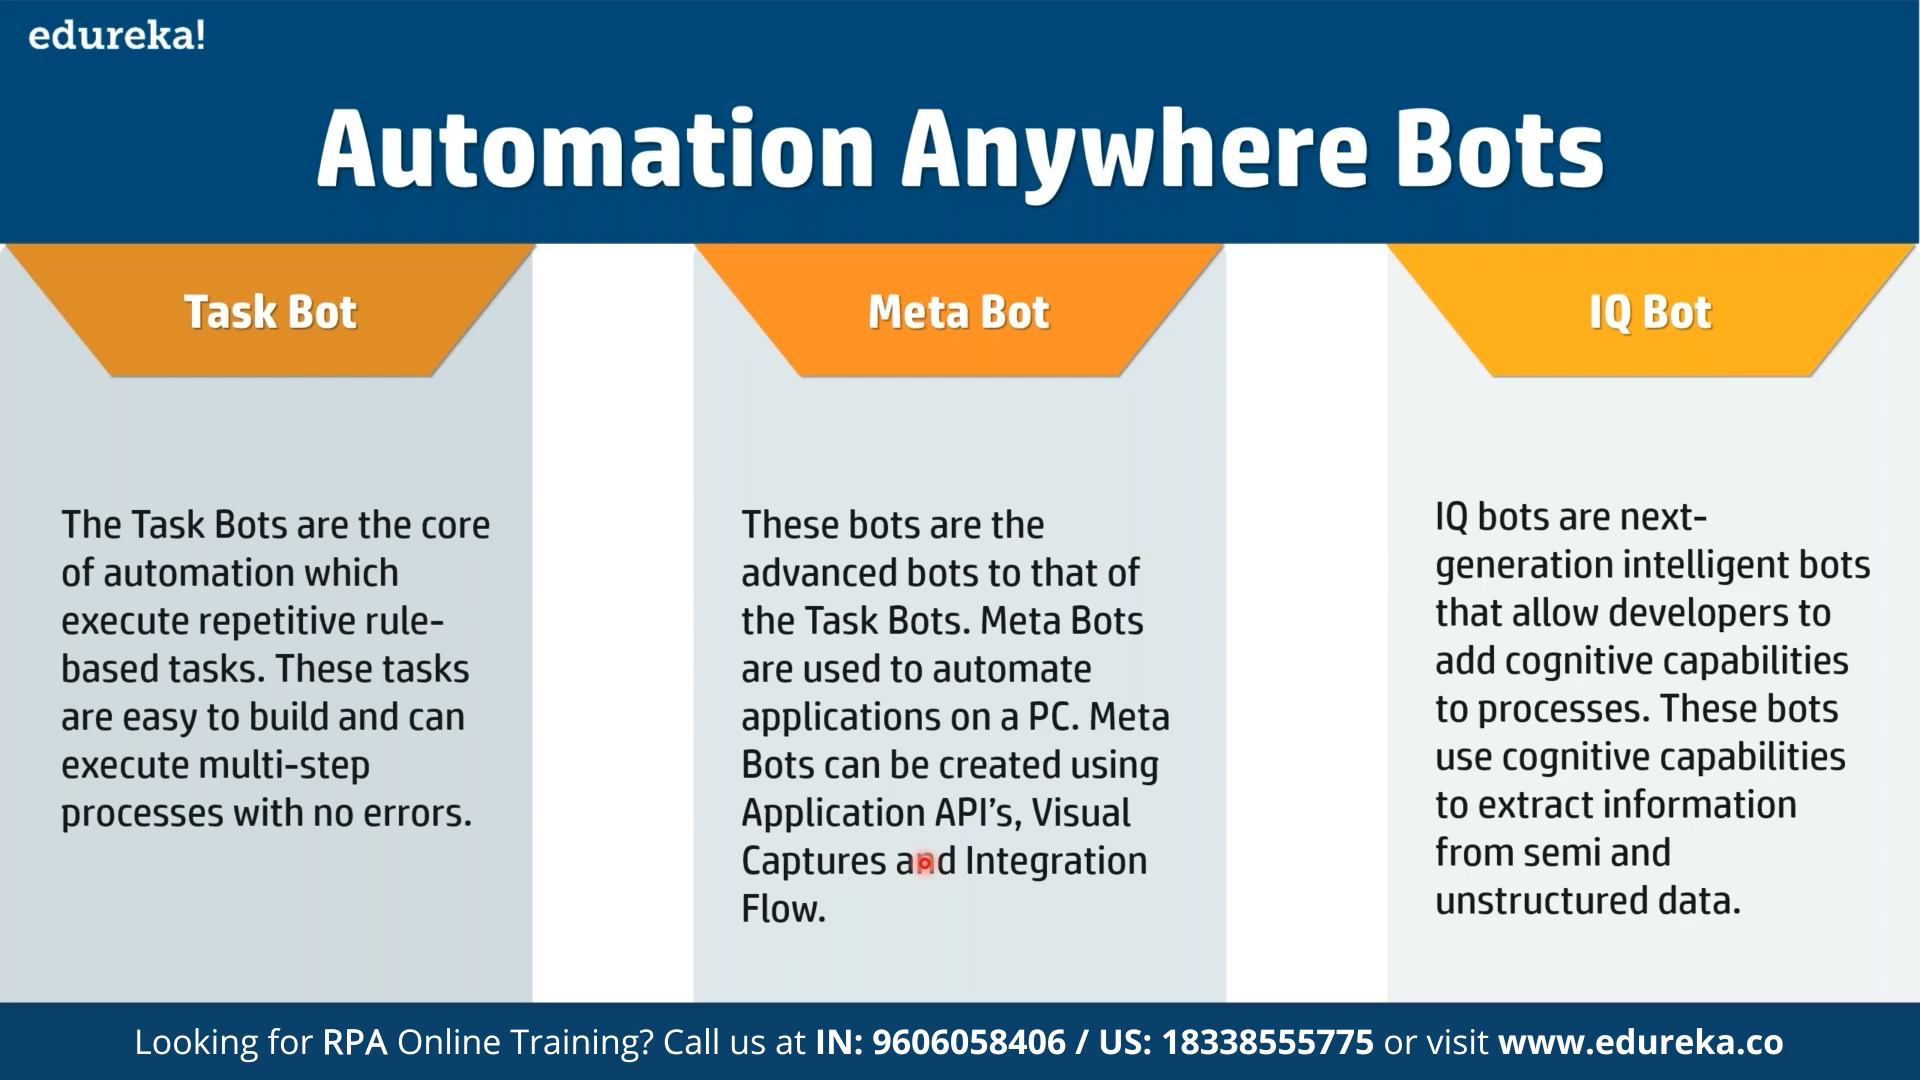 edureka!
Automation Anywhere Bots
Task Bot
The Task Bots are the core
of automation which
execute repetitive rule-
based tasks. These tasks
are easy to build and can
execute multi-step
processes with no errors.
Meta Bot
These bots are the
advanced bots to that of
the Task Bots. Meta Bots
are used to automate
applications on a PC. Meta
Bots can be created using
Application API’s, Visual
Captures and Integration
Flow.
IQ Bot
IQ bots are next-
generation intelligent bots
that allow developers to
add cognitive capabilities
to processes. These bots
use cognitive capabilities
to extract information
from semi and
unstructured data.
Looking for RPA Online Training? Call us at IN: 9606058406 / US: 18338555775 or visit www.edureka.co